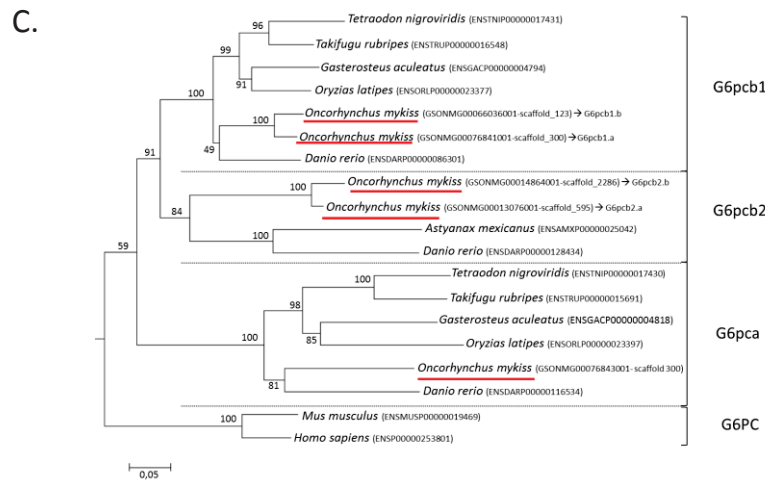 C.
Tetraodon nigroviridis (ENSTNIP00000017431)
96
Takifugu rubripes (ENSTRUP00000016548)
99
Gasterosteus aculeatus (ENSGACP00000004794)
91
Oryzias latipes (ENSORLP00000023377)
G6pcb1
100
Oncorhynchus mykiss (GSONMG00066036001-scaffold_123)→ G6pcb1.b
100
Oncorhynchus mykiss (GSONMG00076841001-scaffold_300)→G6pcb1.a
49
Danio rerio (ENSDARP00000086301)
91
Oncorhynchus mykiss (GSONMG00014864001-scaffold_2286)→ G6pcb2.b
100
Oncorhynchus mykiss (GSONMG00013076001-scaffold_595)→ G6pcb2.a
G6pcb2
84
Astyanax mexicanus (ENSAMXP00000025042)
100
Danio rerio (ENSDARP00000128434)
59
Tetraodon nigroviridis (ENSTNIP00000017430)
100
Takifugu rubripes (ENSTRUP00000015691)
98
Gasterosteus aculeatus (ENSGACP00000004818)
85
Oryzias latipes (ENSORLP00000023397)
G6pca
100
Oncorhynchus mykiss (GSONMG00076843001-scaffold 300)
81
Danio rerio (ENSDARP00000116534)
Mus musculus (ENSMUSP00000019469)
100
Homo sapiens (ENSP00000253801)
G6PC
0,05